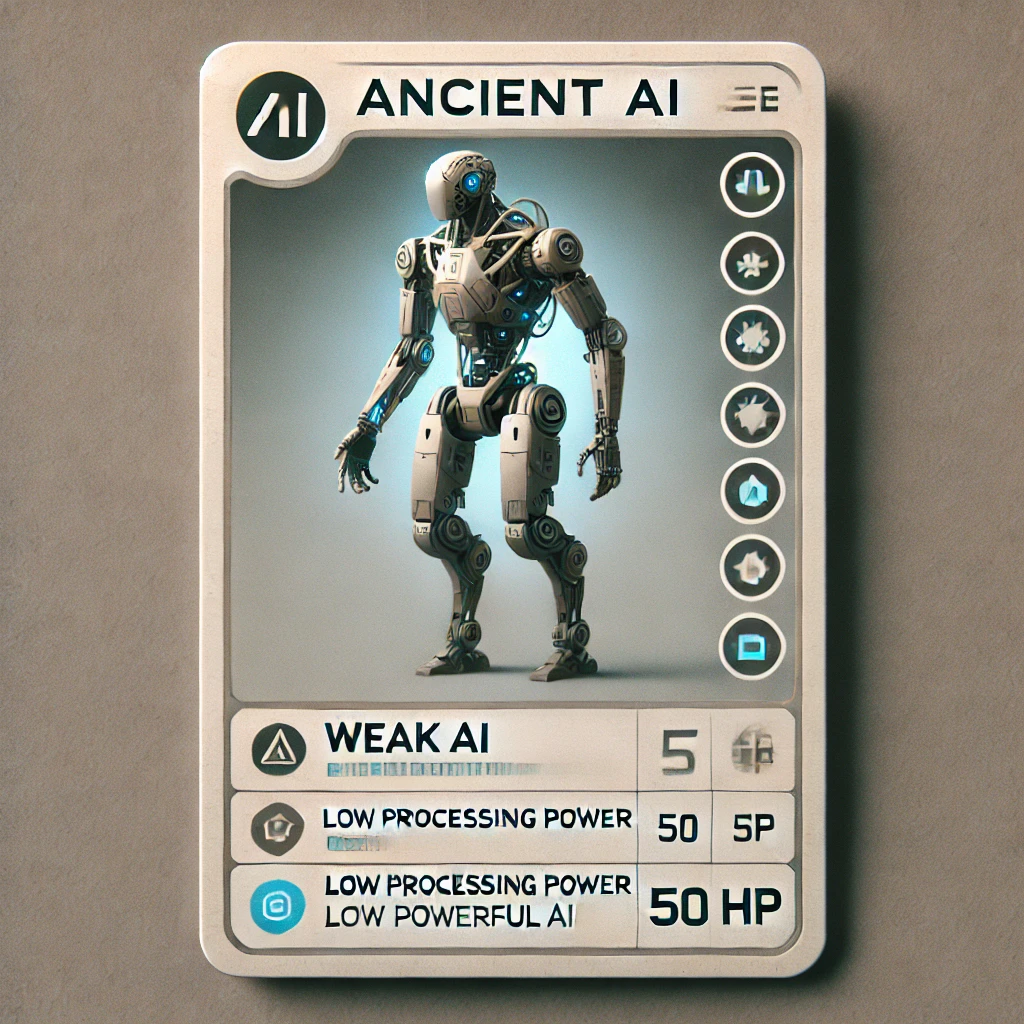 AI
ANCIENT AI
WEAK AI
5
LOW PROCESSING POWER
50
5P
LOW PROCESSING POWER
LOW POWERFUL AI
50 HP